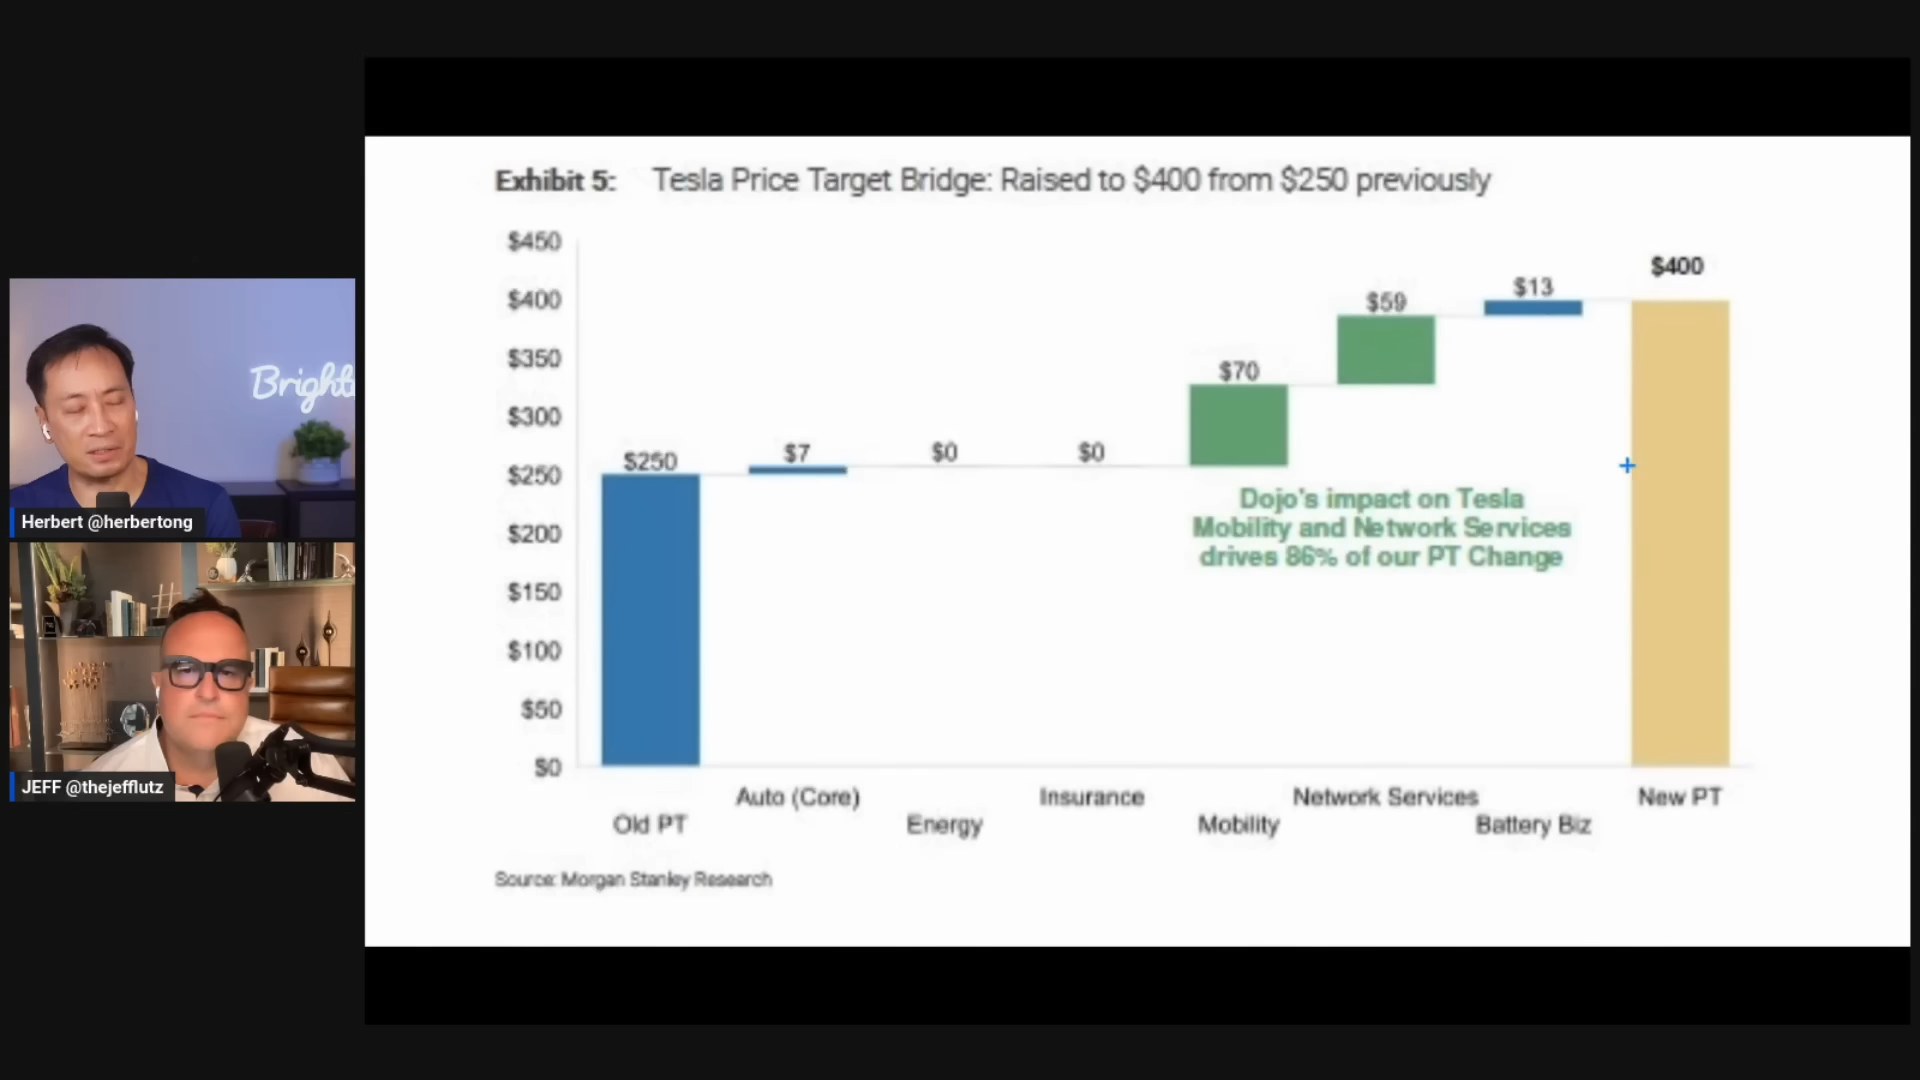 Exhibit 5: Tesla Price Target Bridge: Raised to $400 from $250 previously
$450
$400
$350
$300
$250
$200
$150
$100
$50
$0
$250
$7
$0
$0
$70
$59
$13
$400
Dojo's impact on Tesla
Mobility and Network Services
drives 86% of our PT Change
Old PT
Auto (Core)
Energy
Insurance
Mobility
Network Services
Battery Biz
New PT
Source: Morgan Stanley Research
Herbert @herbertong
JEFF @thejefflutz